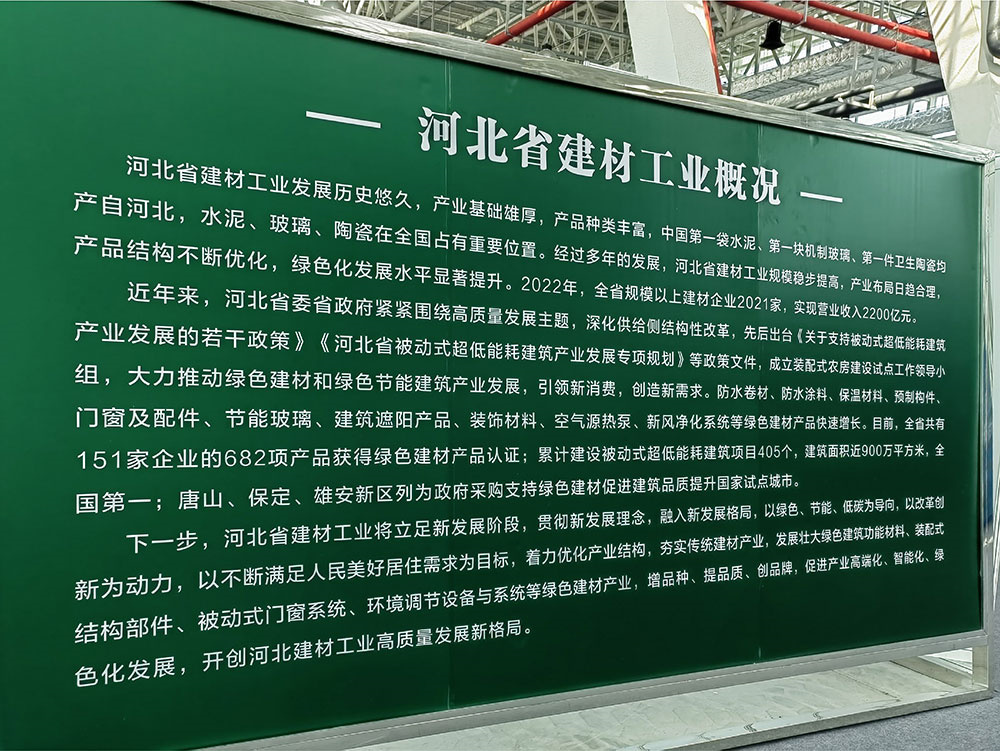 — 河北省建材工业概况 —
河北省建材工业发展历史悠久，产业基础雄厚，产品种类丰富，中国第一袋水泥、第一块机制玻璃、第一件卫生陶瓷均
产自河北，水泥、玻璃、陶瓷在全国占有重要位置。经过多年的发展，河北省建材工业规模稳步提高，产业布局日趋合理，
产品结构不断优化，绿色化发展水平显著提升。2022年，全省规模以上建材企业2021家，实现营业收入2200亿元。
近年来，河北省委省政府紧紧围绕高质量发展主题，深化供给侧结构性改革，先后出台《关于支持被动式超低能耗建筑
产业发展的若干政策》《河北省被动式超低能耗建筑产业发展专项规划》等政策文件，成立装配式农房建设试点工作领导小
组，大力推动绿色建材和绿色节能建筑产业发展，引领新消费，创造新需求。防水卷材、防水涂料、保温材料、预制构件、
门窗及配件、节能玻璃、建筑遮阳产品、装饰材料、空气源热泵、新风净化系统等绿色建材产品快速增长。目前，全省共有
151家企业的682项产品获得绿色建材产品认证；累计建设被动式超低能耗建筑项目405个，建筑面积近900万平方米，全
国第一；唐山、保定、雄安新区列为政府采购支持绿色建材促进建筑品质提升国家试点城市。
下一步，河北省建材工业将立足新发展阶段，贯彻新发展理念，融入新发展格局，以绿色、节能、低碳为导向，以改革创
新为动力，以不断满足人民美好居住需求为目标，着力优化产业结构，夯实传统建材产业，发展壮大绿色建筑功能材料、装配式
结构部件、被动式门窗系统、环境调节设备与系统等绿色建材产业，增品种、提品质、创品牌，促进产业高端化、智能化、绿
色化发展，开创河北建材工业高质量发展新格局。